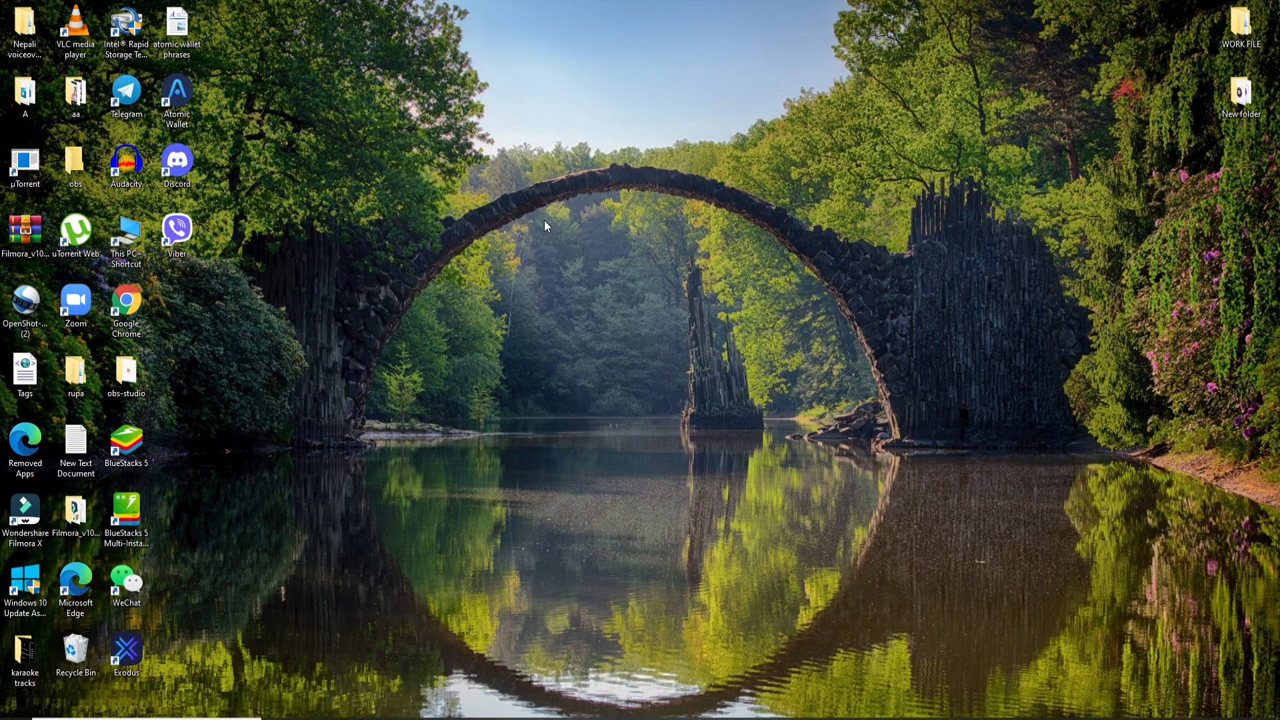 Nepali
voiceov...
VLC media
player
Intel® Rapid
Storage Te...
atomic wallet
phrases
A
aa
Telegram
Atomic
Wallet
µTorrent
obs
Audacity
Discord
Filmora_v10...
uTorrent Web
This PC -
Shortcut
Viber
OpenShot-...
(2)
Zoom
Google
Chrome
Tags
rupa
obs-studio
Removed
Apps
New Text
Document
BlueStacks 5
Wondershare
Filmora X
Filmora_v10...
BlueStacks 5
Multi-Insta...
Windows 10
Update As...
Microsoft
Edge
WeChat
karaoke
tracks
Recycle Bin
Exodus
WORK FILE
New folder